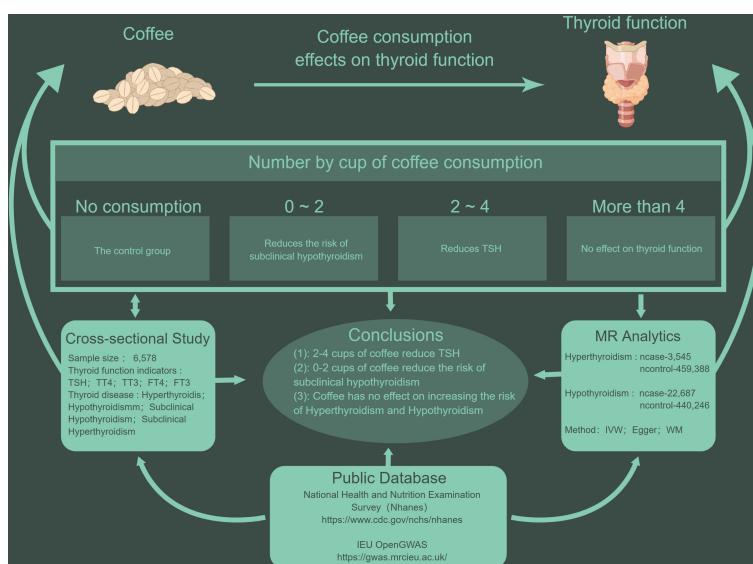 Coffee
Coffee consumption
effects on thyroid function
Thyroid function
Number by cup of coffee consumption
No consumption
The control group
0 ~ 2
Reduces the risk of
subclinical hypothyroidism
2 ~ 4
Reduces TSH
More than 4
No effect on thyroid function
Cross-sectional Study
Sample size： 6,578
Thyroid function indicators :
TSH；TT4；TT3；FT4；FT3
Thyroid disease : Hyperthyroidis;
Hypothyroidismm；Subclinical
Hypothyroidism；Subclinical
Hyperthyroidism
Conclusions
(1): 2-4 cups of coffee reduce TSH
(2): 0-2 cups of coffee reduce the risk of
subclinical hypothyroidism
(3): Coffee has no effect on increasing the risk
of Hyperthyroidism and Hypothyroidism
MR Analytics
Hyperthyroidism : ncase-3,545
ncontrol-459,388
Hypothyroidism : ncase-22,687
ncontrol-440,246
Method：IVW；Egger；WM
Public Database
National Health and Nutrition Examination
Survey（Nhanes）
https://www.cdc.gov/nchs/nhanes
IEU OpenGWAS
https://gwas.mrcieu.ac.uk/